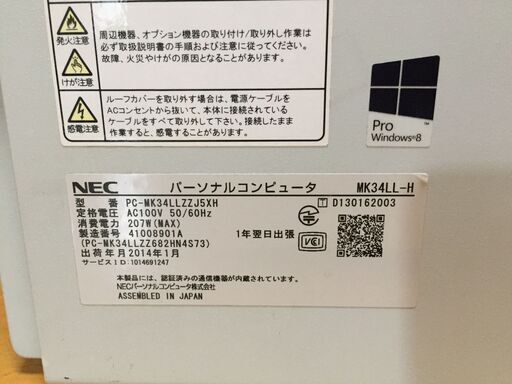 発火注意
周辺機器、オプション機器の取り付け/取り外し作業は
必ず取扱説明書の手順および注意に従ってください。
故障、火災やけがの原因となることがあります。
けが注意
感電注意
ルーフカバーを取り外す場合は、電源ケーブルを
ACコンセントから抜いて、本体に接続されている
ケーブルをすべて取り外して下さい。接続したまま
作業すると、感電することがあります。
Pro
Windows®8
NEC パーソナルコンピュータ MK34LL-H
型番 PC-MK34LLZZJ5XH
定格電圧 AC100V 50/60Hz
消費電力 207W(MAX)
製造番号 41008901A
(PC-MK34LLZZ682HN4S73)
出荷年月 2014年1月
サービスID:1014691247
T D130162003
1年翌日出張
VCI
本製品には、認証済みの通信機器が内蔵されています。
NECパーソナルコンピュータ株式会社
ASSEMBLED IN JAPAN